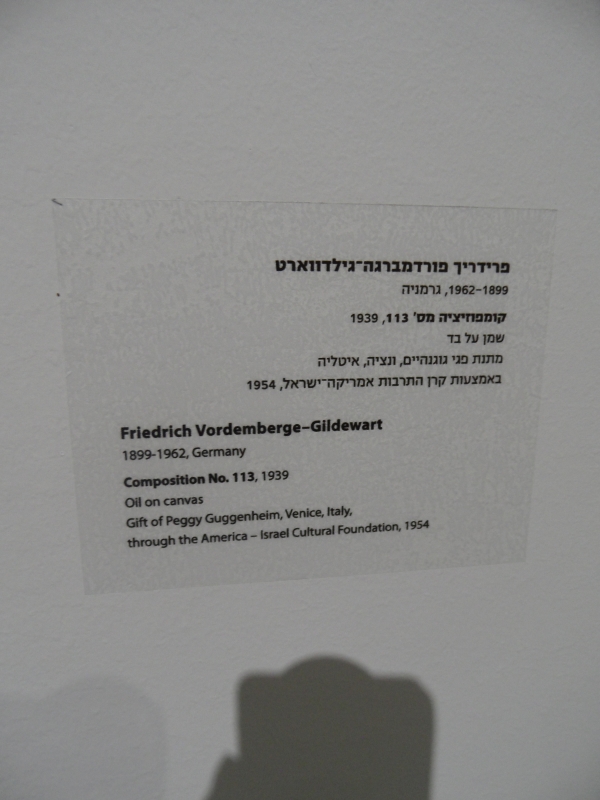 פרידריך פורדמברגה־גילדווארט
1962–1899, גרמניה
קומפוזיציה מס' 113, 1939
שמן על בד
מתנת פגי גוגנהיים, ונציה, איטליה
באמצעות קרן התרבות אמריקה־ישראל, 1954
Friedrich Vordemberge–Gildewart
1899-1962, Germany
Composition No. 113, 1939
Oil on canvas
Gift of Peggy Guggenheim, Venice, Italy,
through the America – Israel Cultural Foundation, 1954